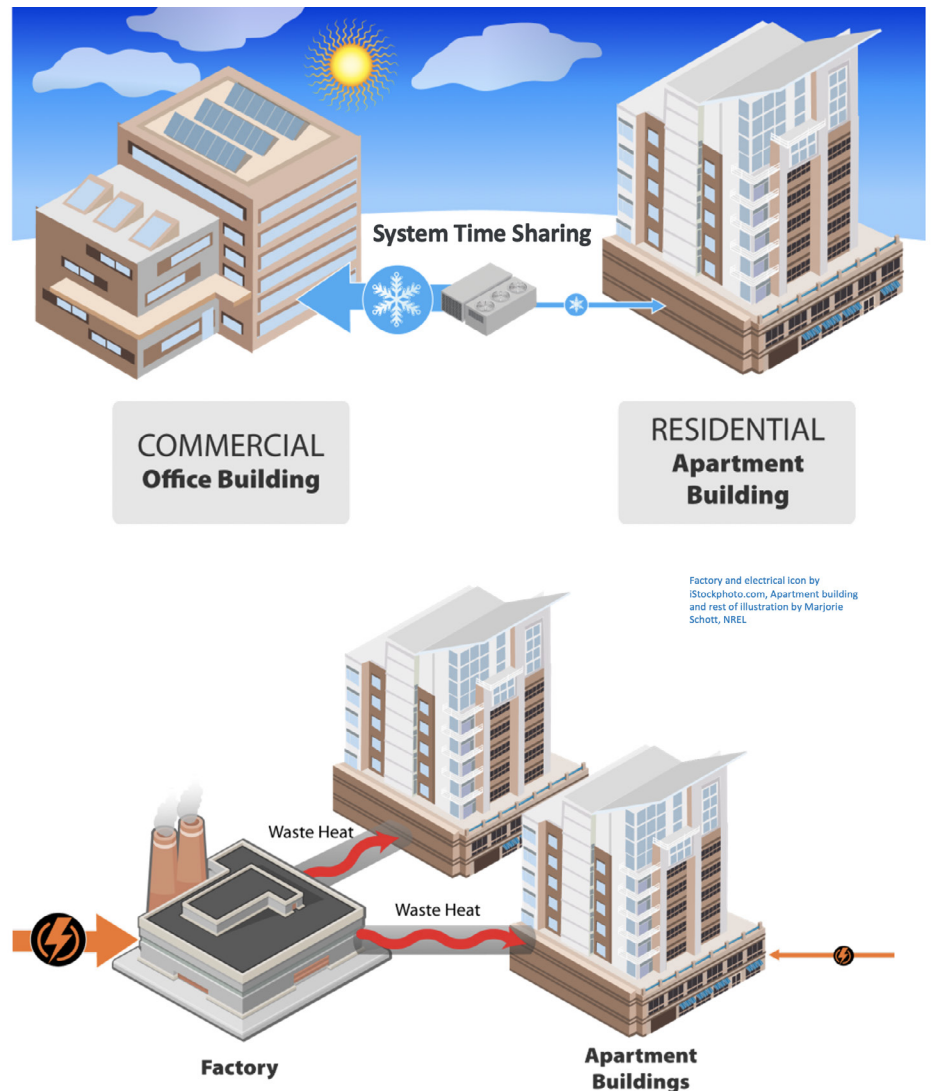 System Time Sharing
COMMERCIAL
Office Building
RESIDENTIAL
Apartment
Building
Factory and electrical icon by
iStockphoto.com, Apartment building
and rest of illustration by Marjorie
Schott, NREL
Waste Heat
Waste Heat
Factory
Apartment
Buildings